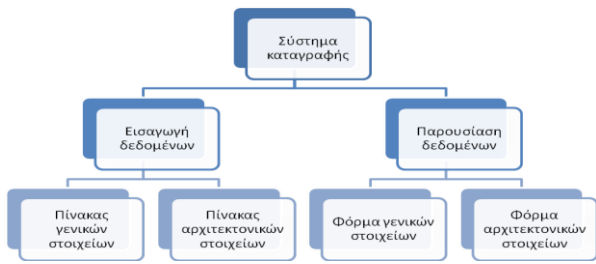 Σύστημα
καταγραφής
Εισαγωγή
δεδομένων
Παρουσίαση
δεδομένων
Πίνακας
γενικών
στοιχείων
Πίνακας
αρχιτεκτονικών
στοιχείων
Φόρμα γενικών
στοιχείων
Φόρμα
αρχιτεκτονικών
στοιχείων